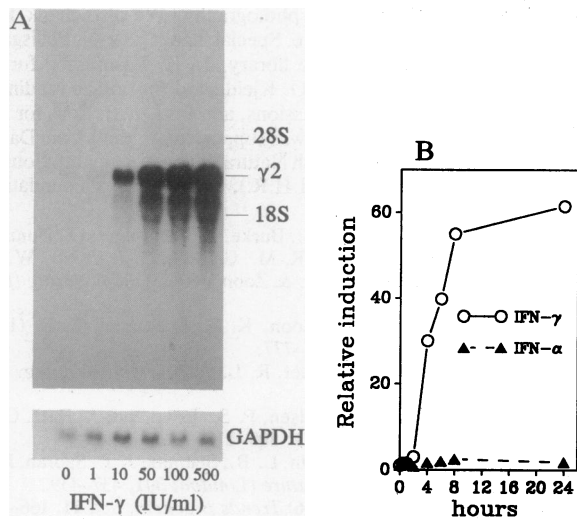 A
28S
γ2
18S
GAPDH
0 1 10 50 100 500
IFN-γ (IU/ml)
B
Relative induction
60
40
20
0
IFN-γ
IFN-α
0 4 8 12 16 20 24
hours